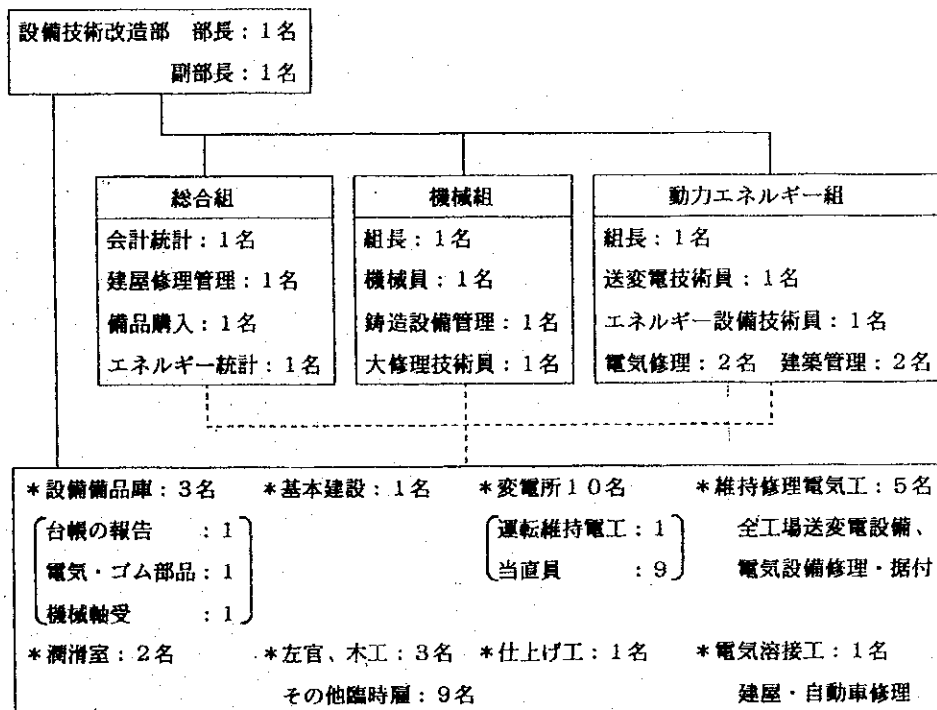 設備技術改造部 部長：1名
副部長：1名
総合組
会計統計：1名
建屋修理管理：1名
備品購入：1名
エネルギー統計：1名
機械組
組長：1名
機械員：1名
鋳造設備管理：1名
大修理技術員：1名
動力エネルギー組
組長：1名
送変電技術員：1名
エネルギー設備技術員：1名
電気修理：2名 建築管理：2名
＊設備備品庫：3名 ＊基本建設：1名 ＊変電所10名 ＊維持修理電気工：5名
台帳の報告 ：1 運転維持電工：1 全工場送変電設備、
電気・ゴム部品：1 当直員 ：9 電気設備修理・据付
機械軸受 ：1
＊潤滑室：2名 ＊左官、木工：3名 ＊仕上げ工：1名 ＊電気溶接工：1名
その他臨時雇：9名 建屋・自動車修理